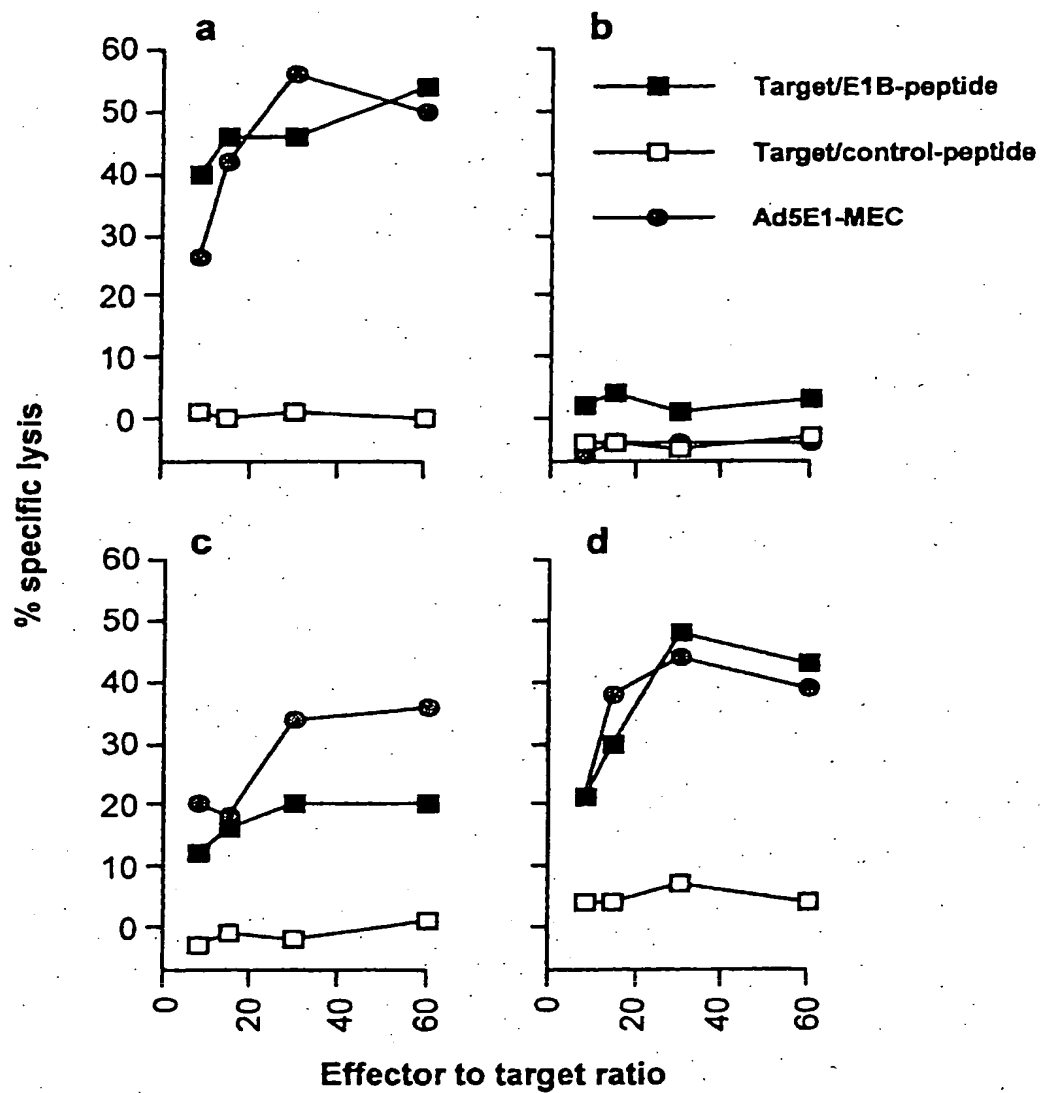 a
b
60
50
40
30
20
10
0
Target/E1B-peptide
Target/control-peptide
Ad5E1-MEC
% specific lysis
c
d
60
50
40
30
20
10
0
0 20 40 60
0 20 40 60
Effector to target ratio